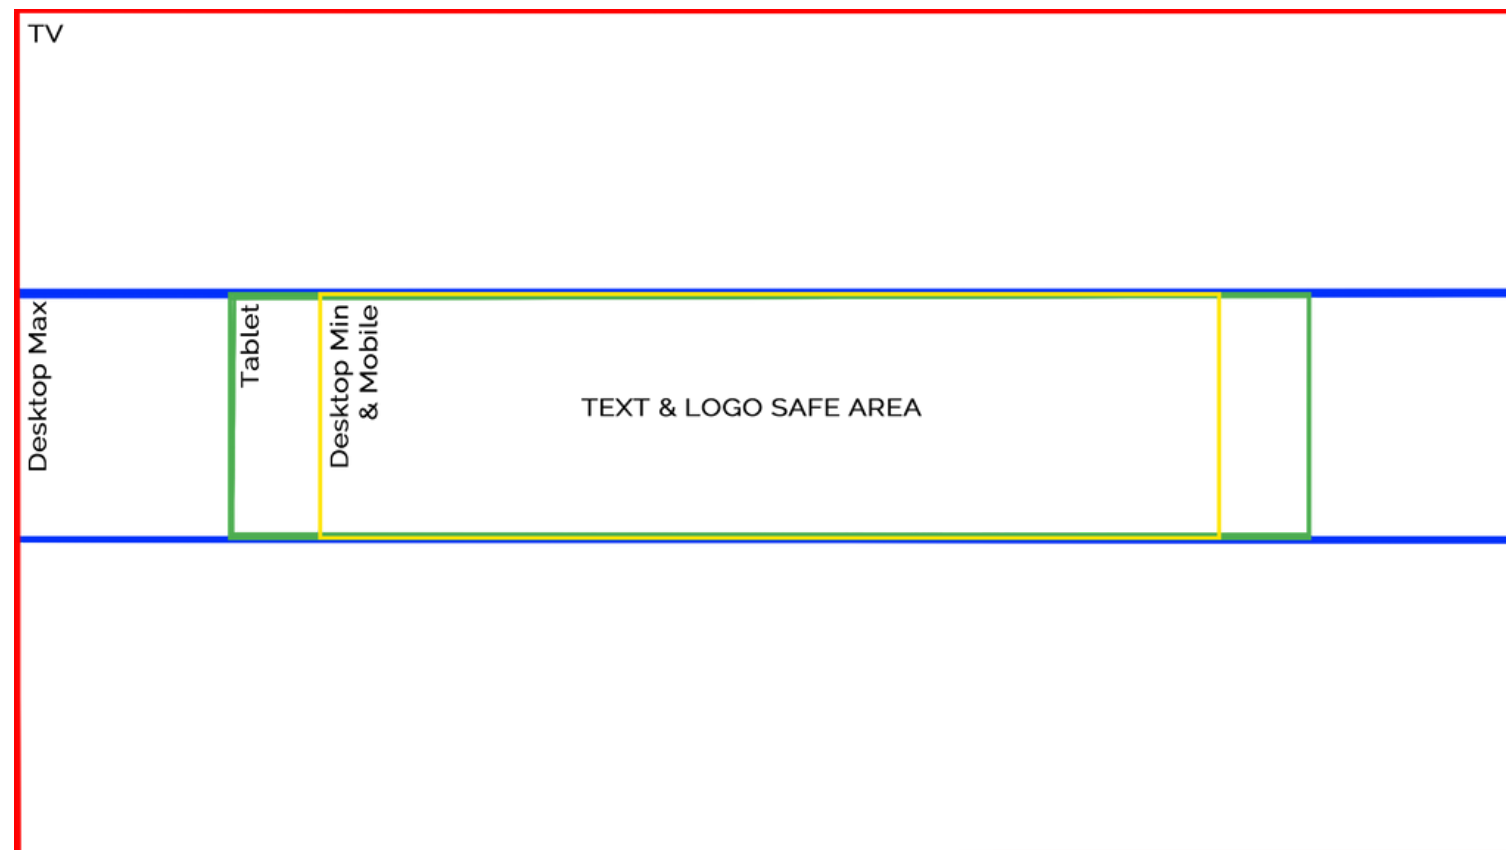 TV
Desktop Max
Tablet
Desktop Min
& Mobile
TEXT & LOGO SAFE AREA